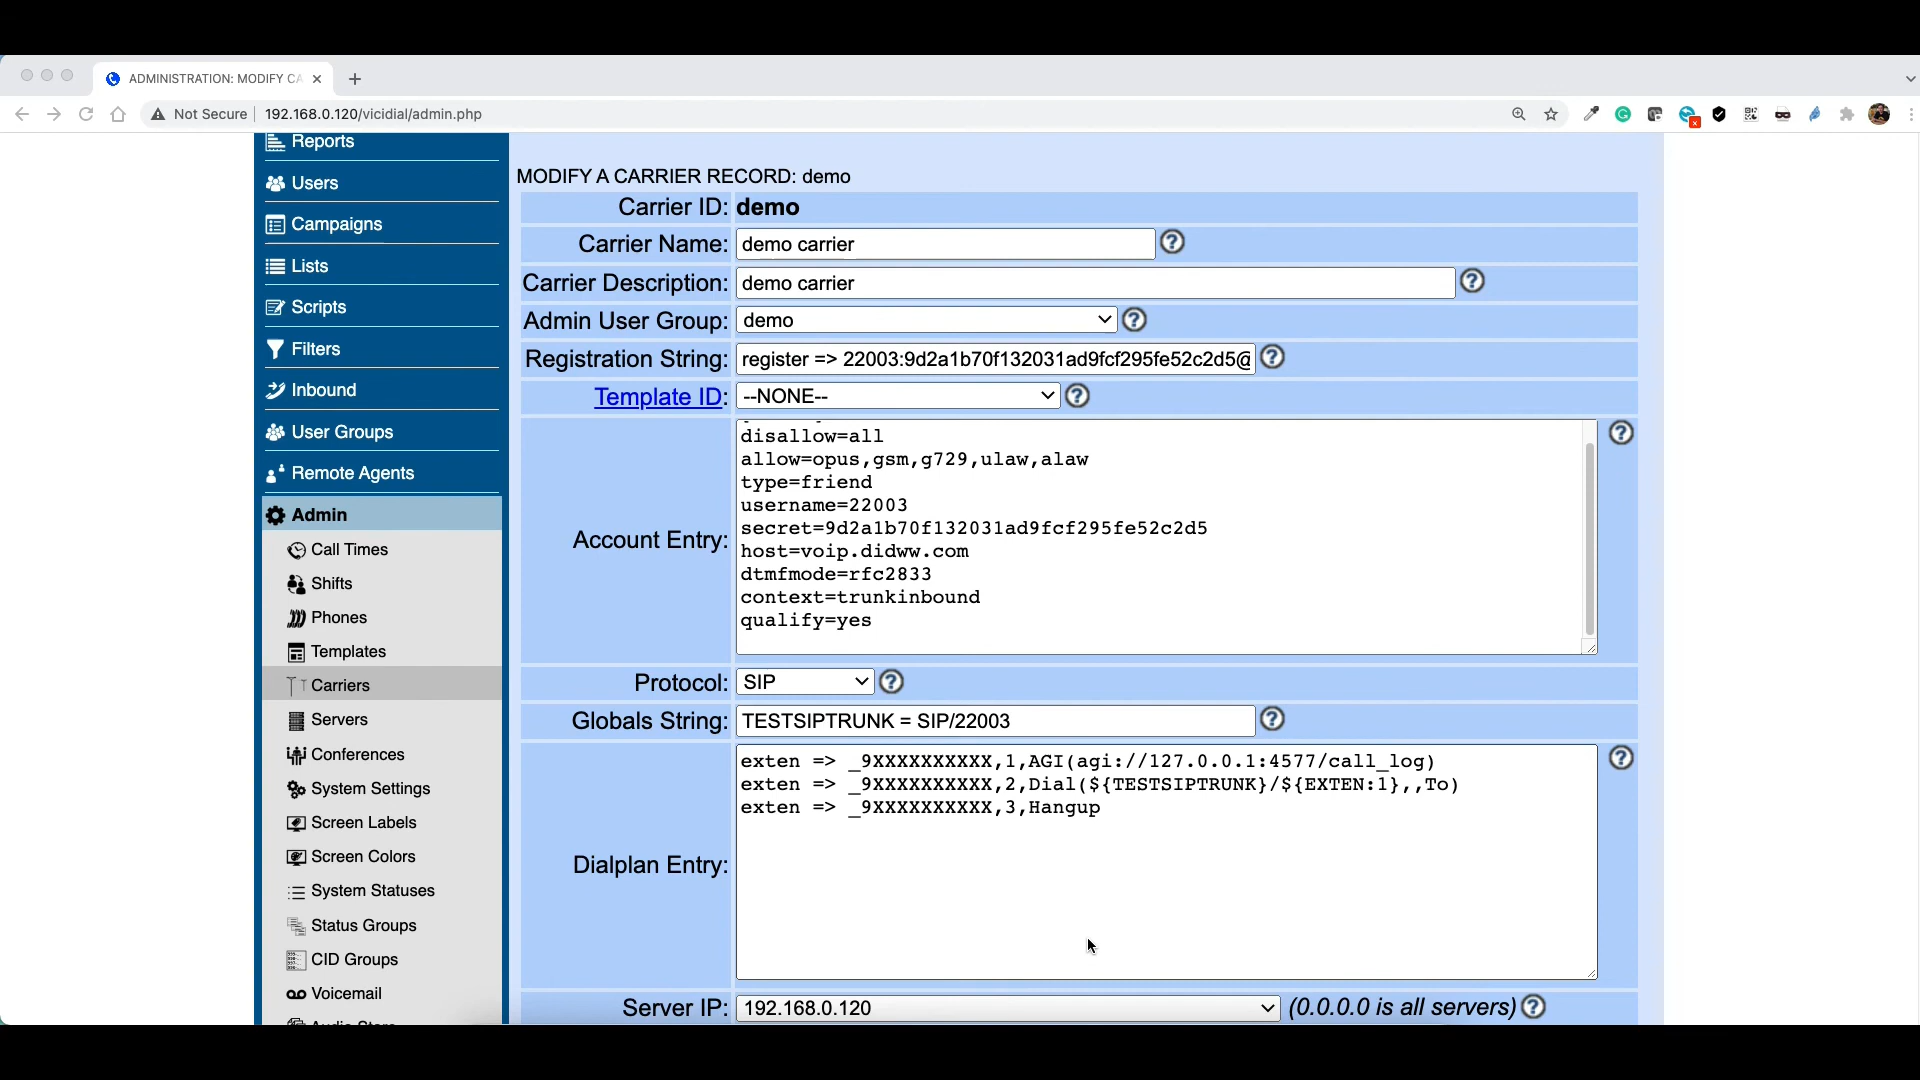 ADMINISTRATION: MODIFY CA
Not Secure
192.168.0.120/vicidial/admin.php
Reports
Users
Campaigns
Lists
Scripts
Filters
Inbound
User Groups
Remote Agents
Admin
Call Times
Shifts
Phones
Templates
Carriers
Servers
Conferences
System Settings
Screen Labels
Screen Colors
System Statuses
Status Groups
CID Groups
Voicemail
MODIFY A CARRIER RECORD: demo
Carrier ID: demo
Carrier Name: demo carrier
Carrier Description: demo carrier
Admin User Group: demo
Registration String: register => 22003:9d2a1b70f132031ad9fcf295fe52c2d5@
Template ID: --NONE--
Account Entry:
disallow=all
allow=opus,gsm,g729,ulaw,alaw
type=friend
username=22003
secret=9d2a1b70f132031ad9fcf295fe52c2d5
host=voip.didww.com
dtmfmode=rfc2833
context=trunkinbound
qualify=yes
Protocol: SIP
Globals String: TESTSIPTRUNK = SIP/22003
Dialplan Entry:
exten => _9XXXXXXXXXX,1,AGI(agi://127.0.0.1:4577/call_log)
exten => _9XXXXXXXXXX,2,Dial(${TESTSIPTRUNK}/${EXTEN:1},,To)
exten => _9XXXXXXXXXX,3,Hangup
Server IP: 192.168.0.120 (0.0.0.0 is all servers)